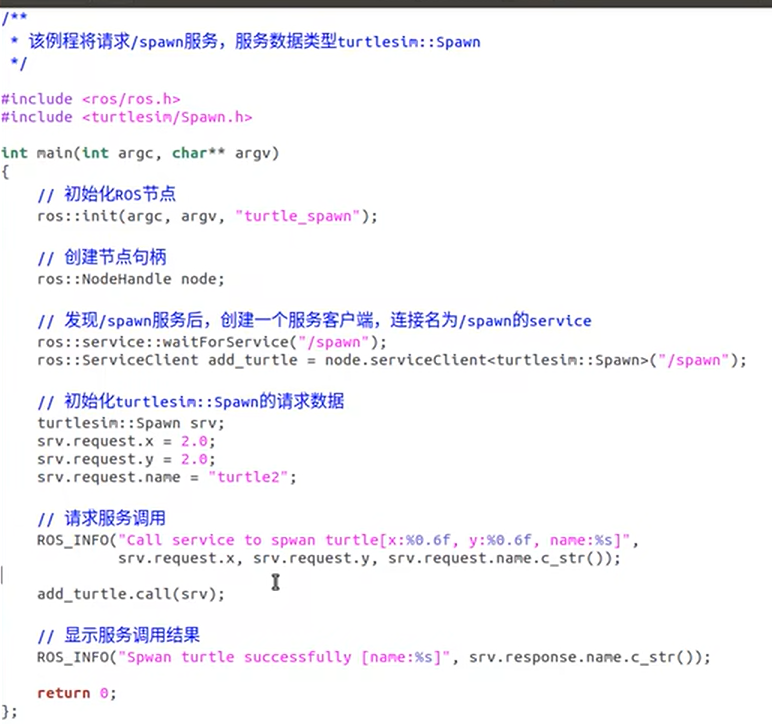 /**
 * 该例程将请求/spawn服务，服务数据类型turtlesim::Spawn
 */
#include <ros/ros.h>
#include <turtlesim/Spawn.h>
int main(int argc, char** argv)
{
    // 初始化ROS节点
    ros::init(argc, argv, "turtle_spawn");
    // 创建节点句柄
    ros::NodeHandle node;
    // 发现/spawn服务后，创建一个服务客户端，连接名为/spawn的service
    ros::service::waitForService("/spawn");
    ros::ServiceClient add_turtle = node.serviceClient<turtlesim::Spawn>("/spawn");
    // 初始化turtlesim::Spawn的请求数据
    turtlesim::Spawn srv;
    srv.request.x = 2.0;
    srv.request.y = 2.0;
    srv.request.name = "turtle2";
    // 请求服务调用
    ROS_INFO("Call service to spwan turtle[x:%0.6f, y:%0.6f, name:%s]",
             srv.request.x, srv.request.y, srv.request.name.c_str());
    add_turtle.call(srv);
    // 显示服务调用结果
    ROS_INFO("Spwan turtle successfully [name:%s]", srv.response.name.c_str());
    return 0;
};